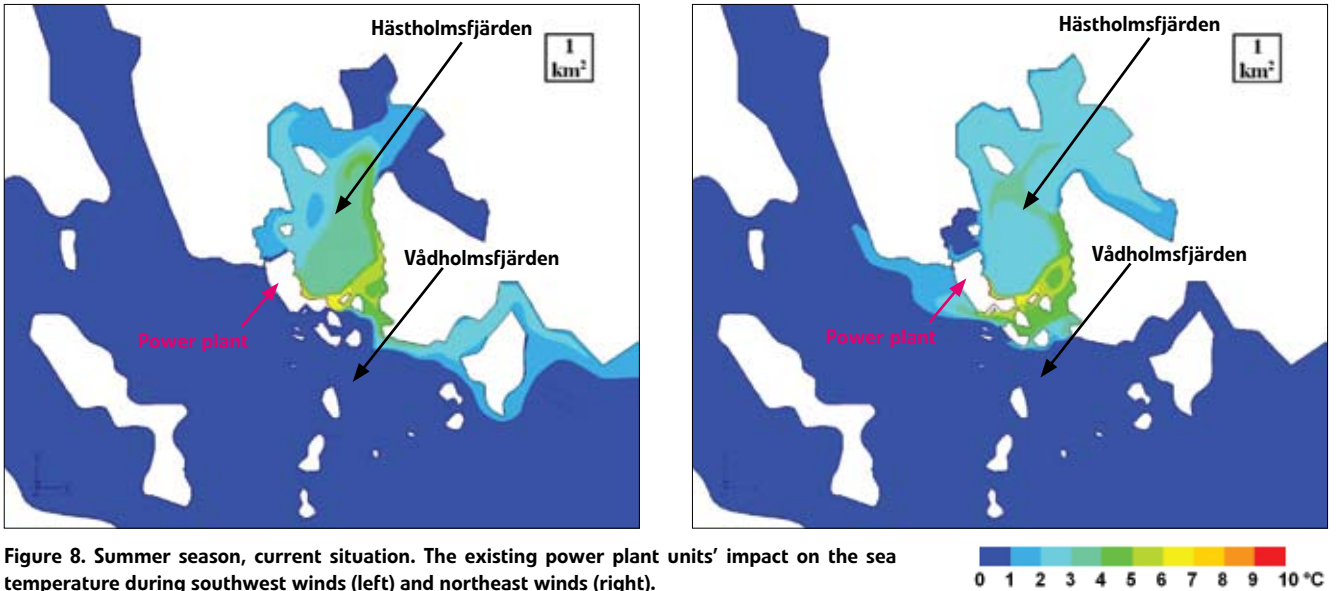 Hästholmsfjärden
1
km²
Vådholmsfjärden
Power plant
Hästholmsfjärden
1
km²
Vådholmsfjärden
Power plant
Figure 8. Summer season, current situation. The existing power plant units' impact on the sea
temperature during southwest winds (left) and northeast winds (right).
0 1 2 3 4 5 6 7 8 9 10 °C